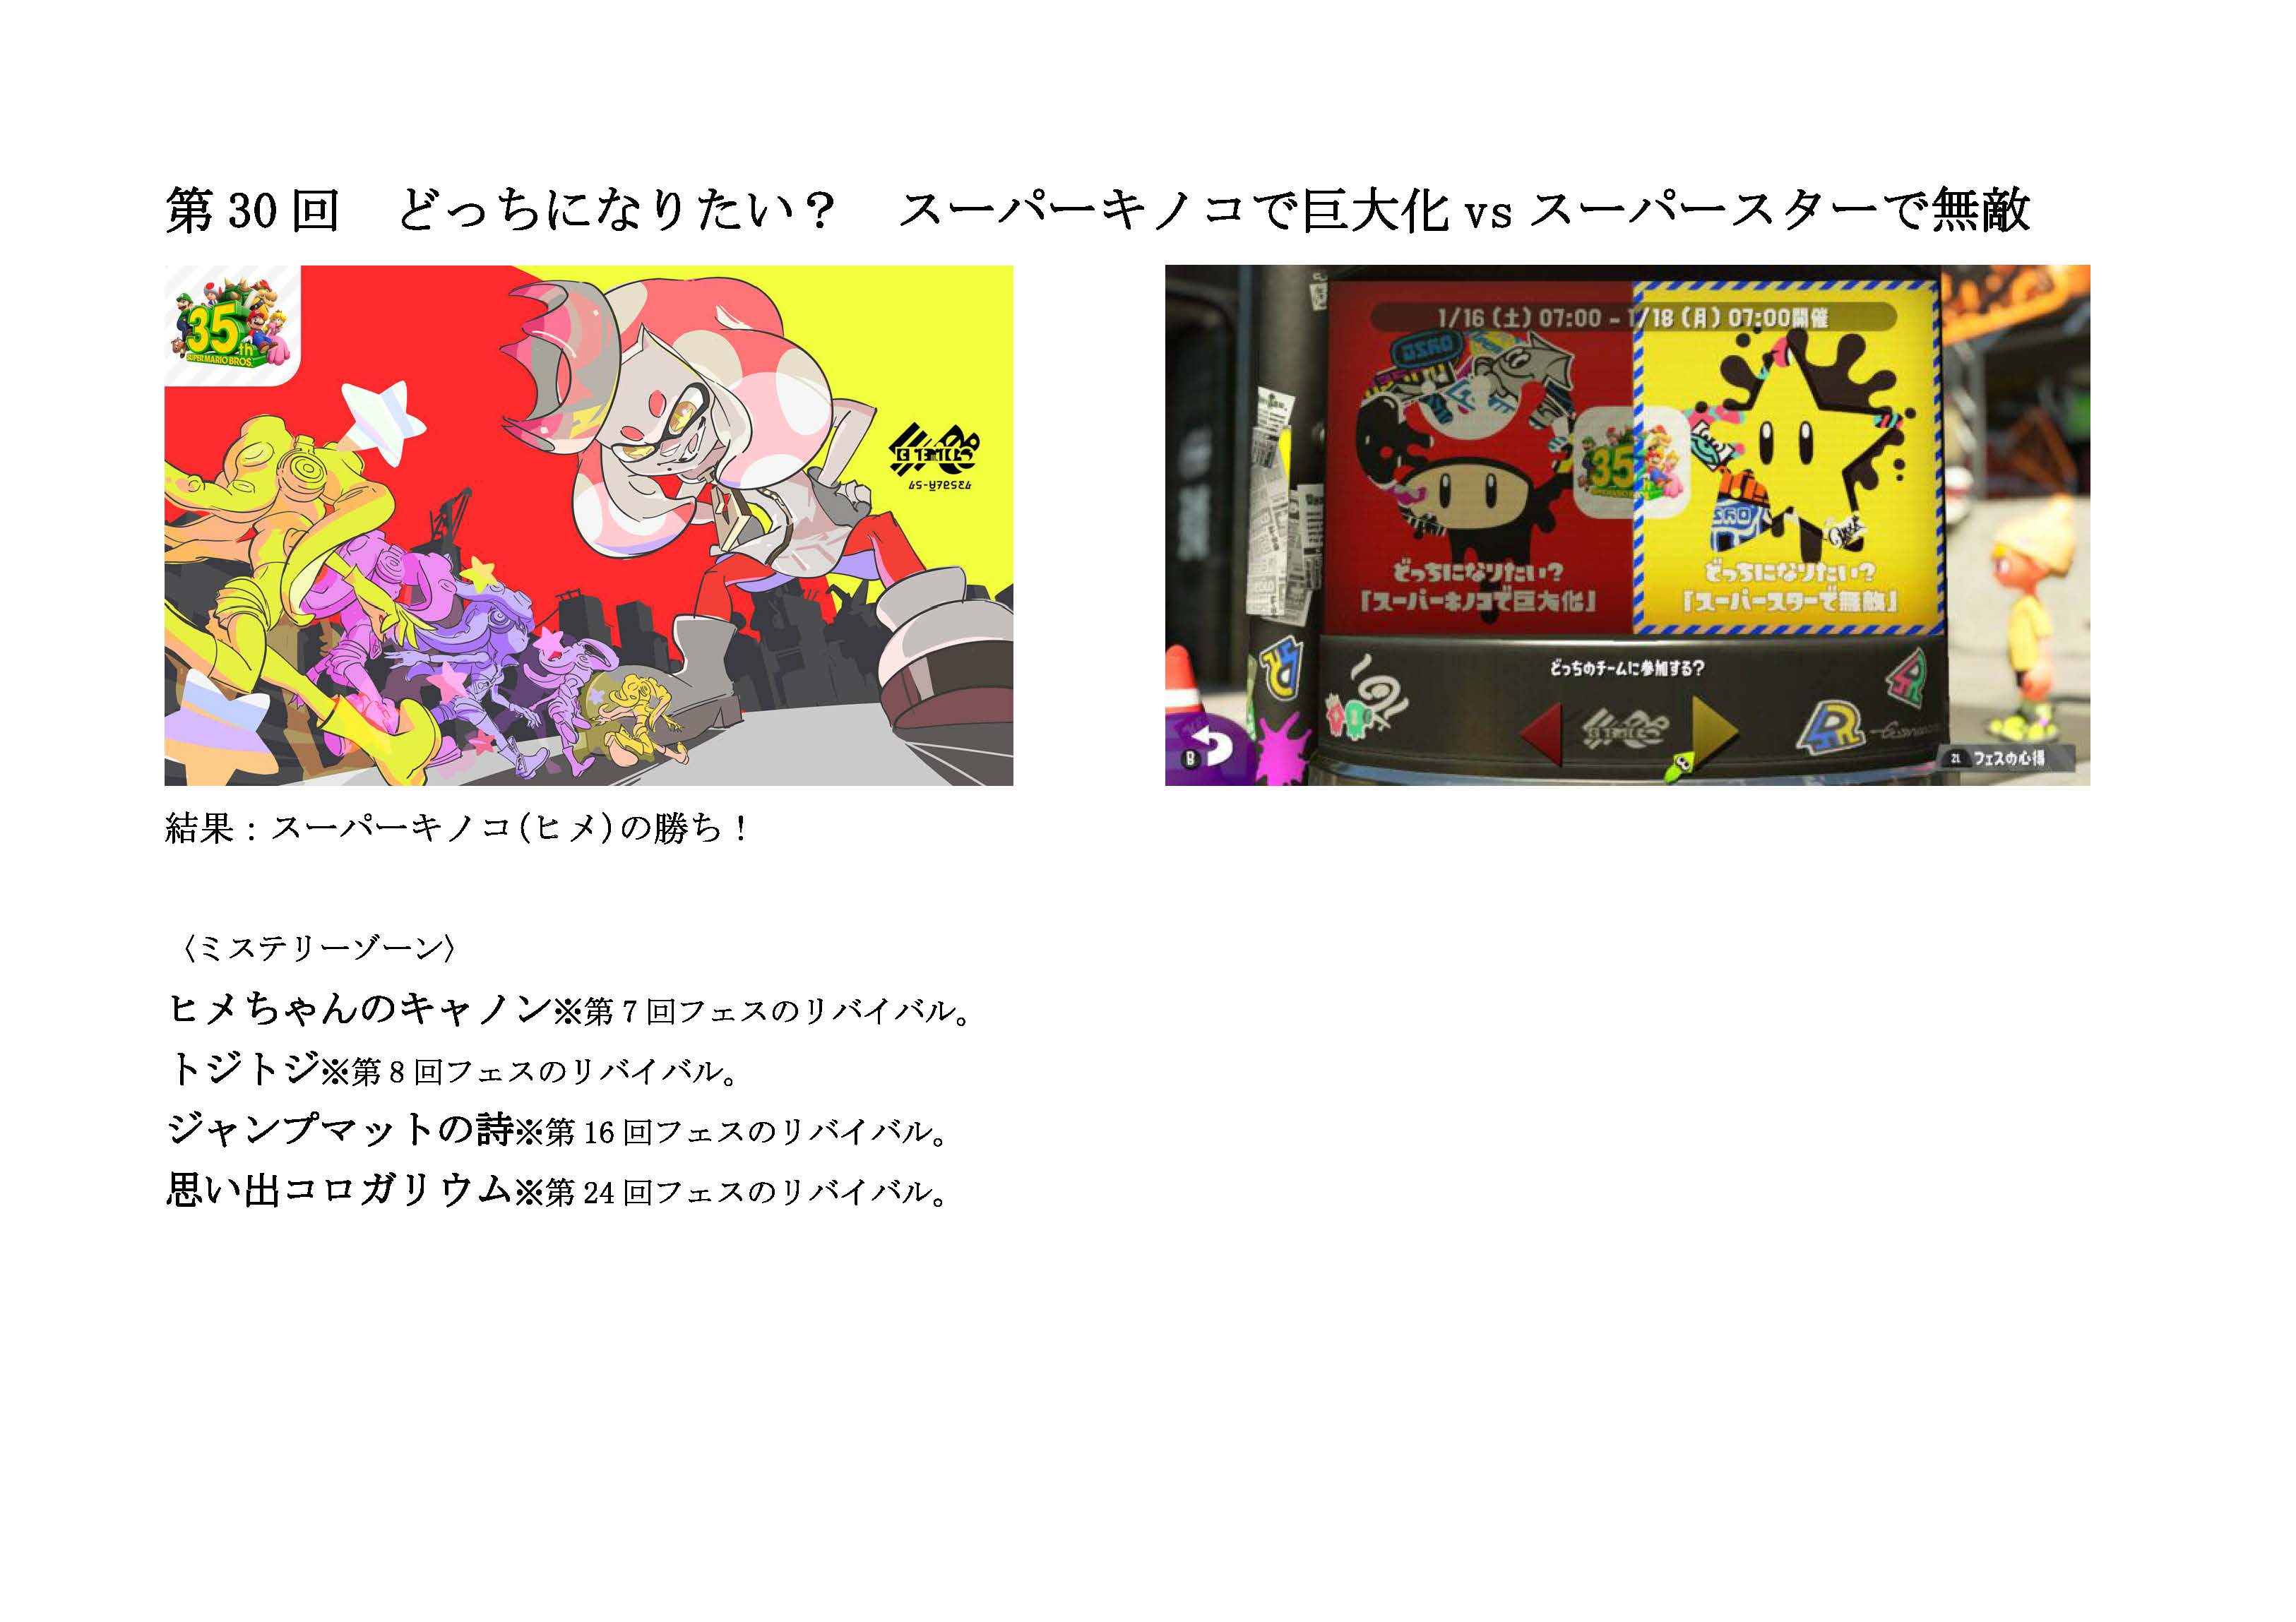 第30回　どっちになりたい？　スーパーキノコで巨大化vsスーパースターで無敵
35th
SUPER MARIO BROS.
1/16（土）07:00 – 1/18（月）07:00開催
35
どっちになりたい?
「スーパーキノコで巨大化」
どっちになりたい?
「スーパースターで無敵」
どっちのチームに参加する?
B
ZL フェスの心得
結果：スーパーキノコ(ヒメ)の勝ち！
〈ミステリーゾーン〉
ヒメちゃんのキャノン※第7回フェスのリバイバル。
トジトジ※第8回フェスのリバイバル。
ジャンプマットの詩※第16回フェスのリバイバル。
思い出コロガリウム※第24回フェスのリバイバル。